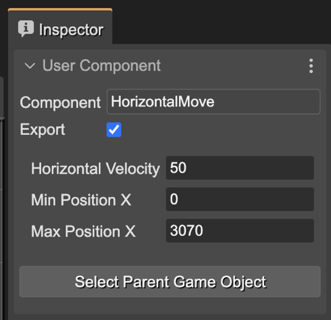 Inspector
User Component
Component HorizontalMove
Export
Horizontal Velocity 50
Min Position X 0
Max Position X 3070
Select Parent Game Object